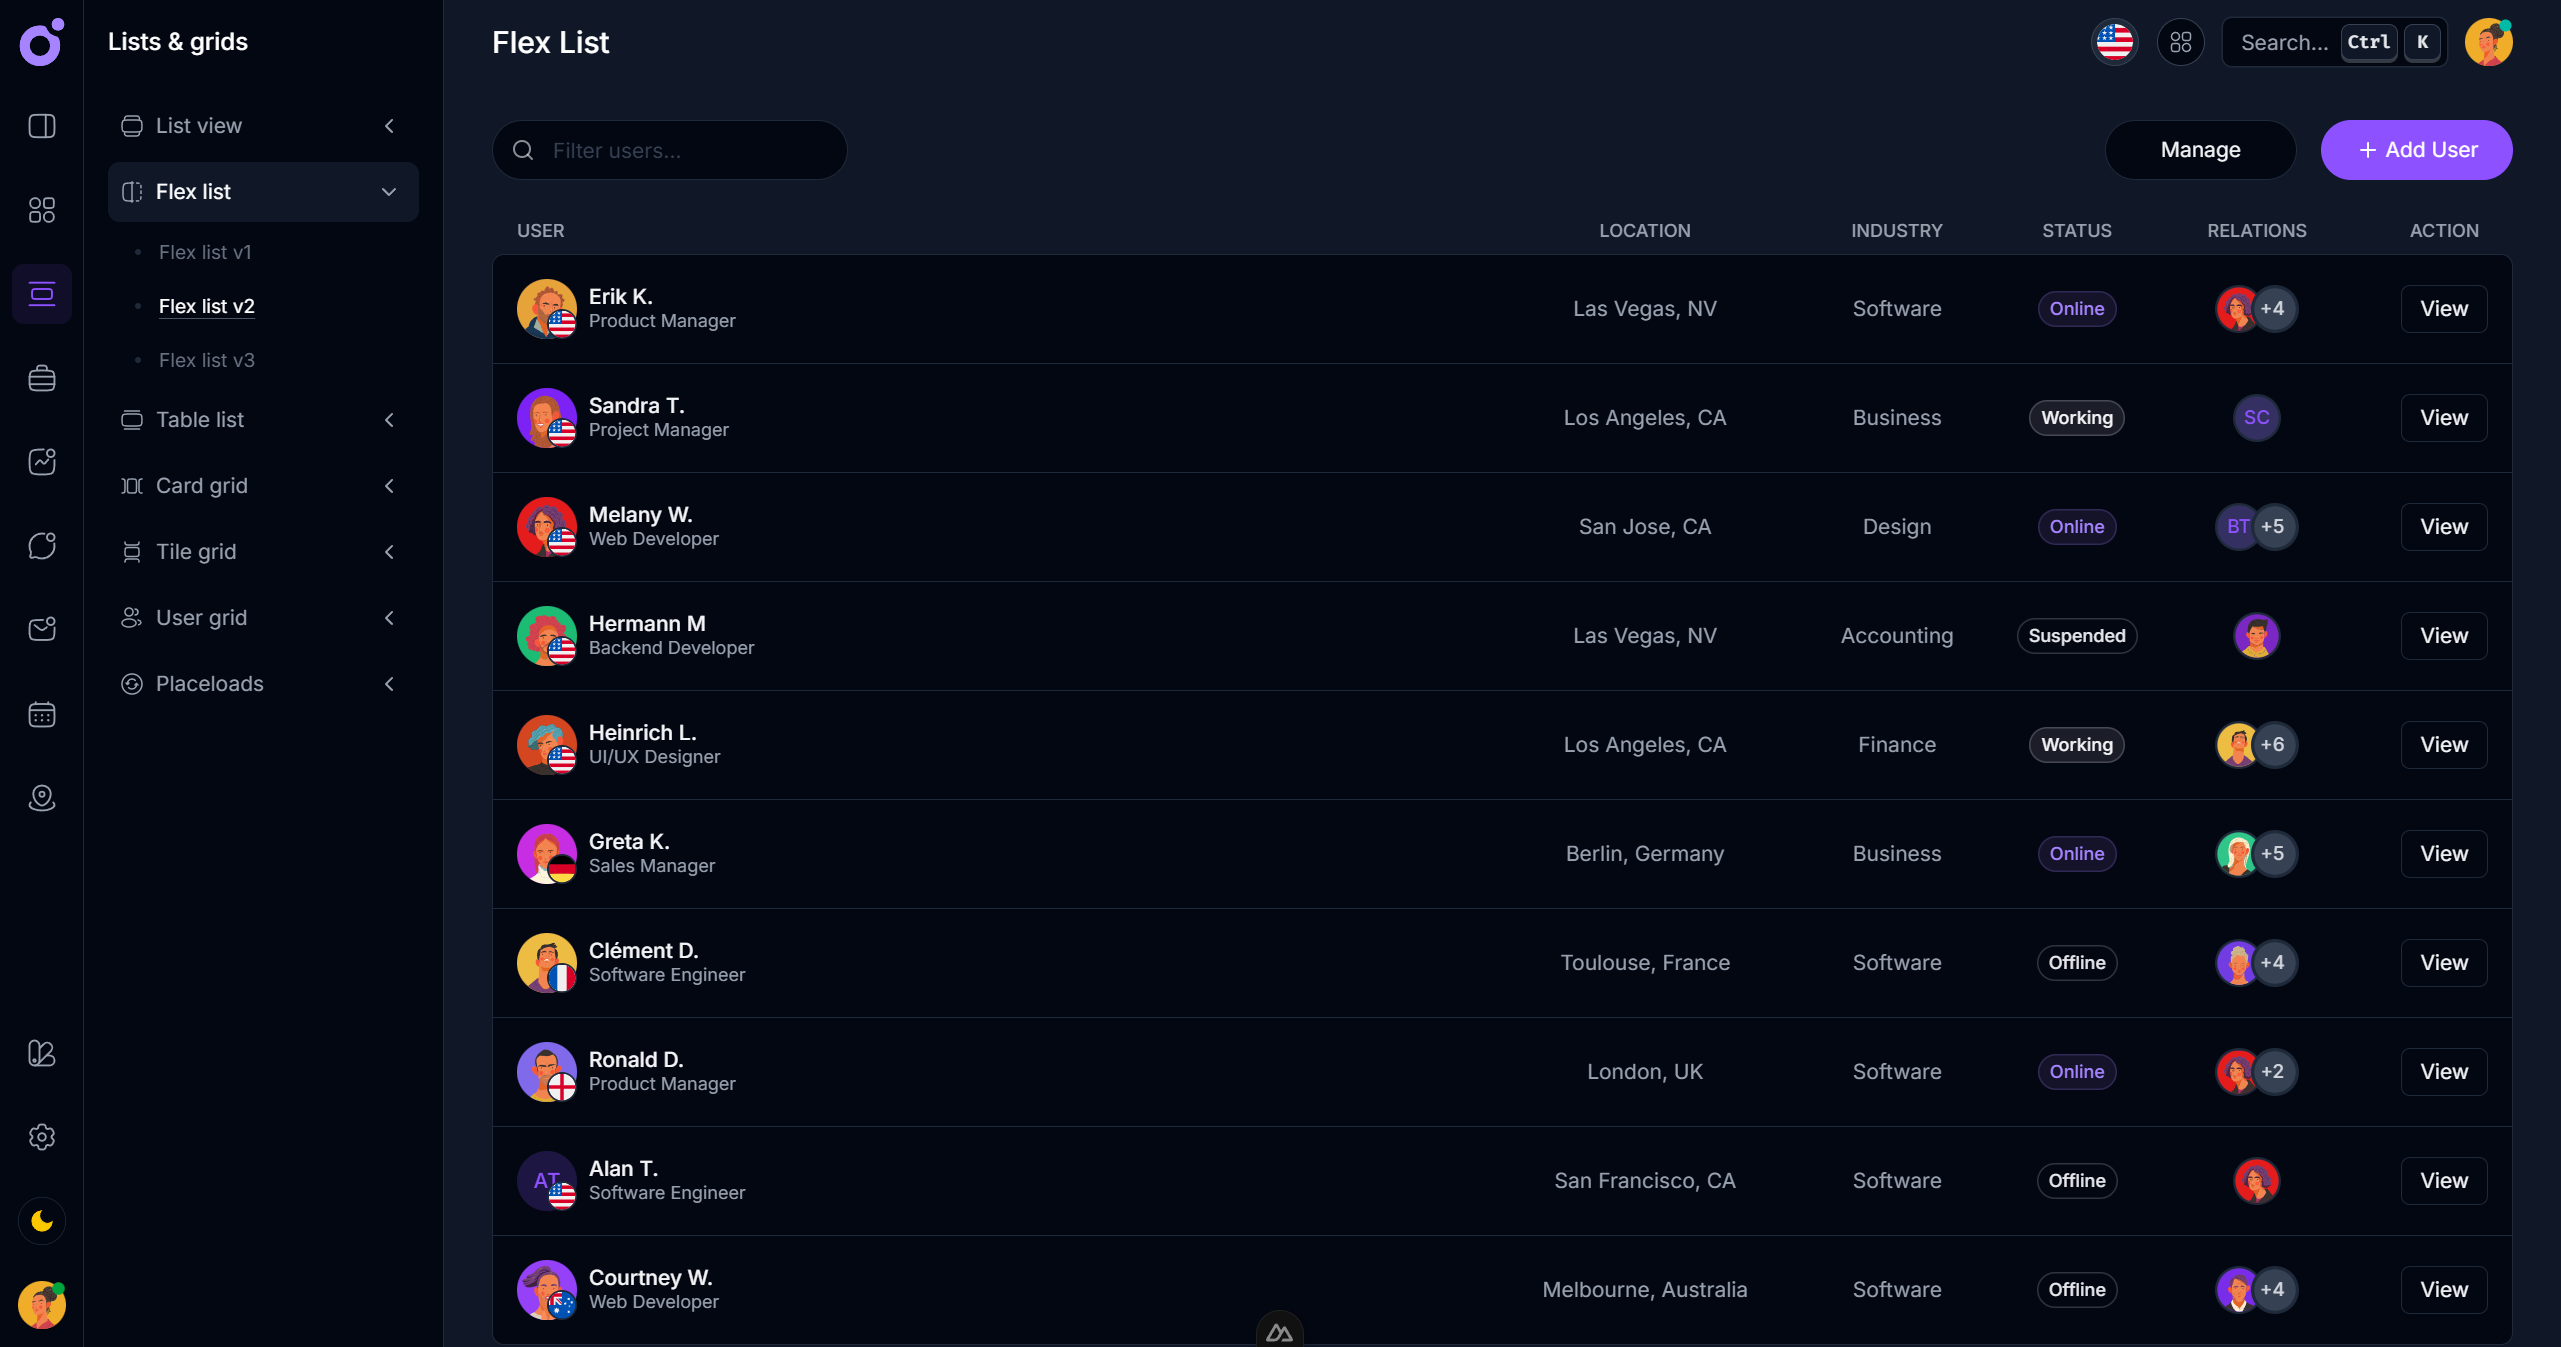 Lists & grids
List view
Flex list
Flex list v1
Flex list v2
Flex list v3
Table list
Card grid
Tile grid
User grid
Placeloads
Flex List
Search... Ctrl K
Filter users...
Manage
+ Add User
USER LOCATION INDUSTRY STATUS RELATIONS ACTION
Erik K.
Product Manager
Las Vegas, NV Software Online +4 View
Sandra T.
Project Manager
Los Angeles, CA Business Working SC View
Melany W.
Web Developer
San Jose, CA Design Online BT +5 View
Hermann M
Backend Developer
Las Vegas, NV Accounting Suspended View
Heinrich L.
UI/UX Designer
Los Angeles, CA Finance Working +6 View
Greta K.
Sales Manager
Berlin, Germany Business Online +5 View
Clément D.
Software Engineer
Toulouse, France Software Offline +4 View
Ronald D.
Product Manager
London, UK Software Online +2 View
AT
Alan T.
Software Engineer
San Francisco, CA Software Offline View
Courtney W.
Web Developer
Melbourne, Australia Software Offline +4 View